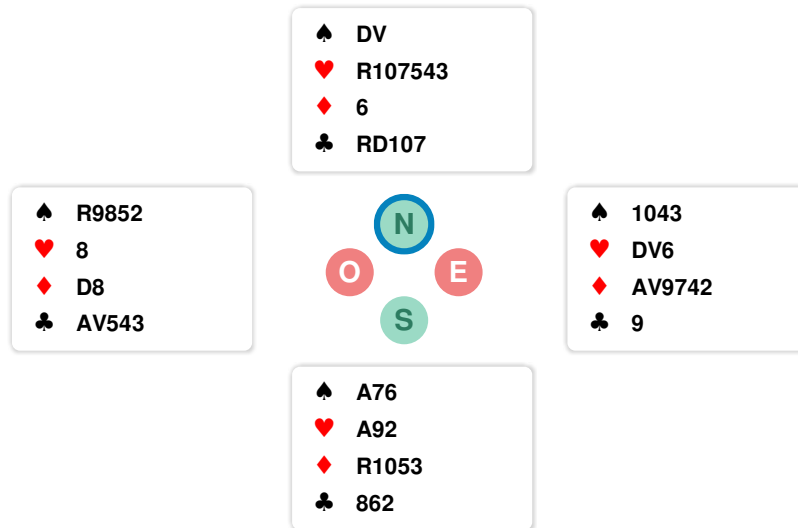 ♠ DV
♥ R107543
♦ 6
♣ RD107
♠ R9852
♥ 8
♦ D8
♣ AV543
N
O E
S
♠ 1043
♥ DV6
♦ AV9742
♣ 9
♠ A76
♥ A92
♦ R1053
♣ 862